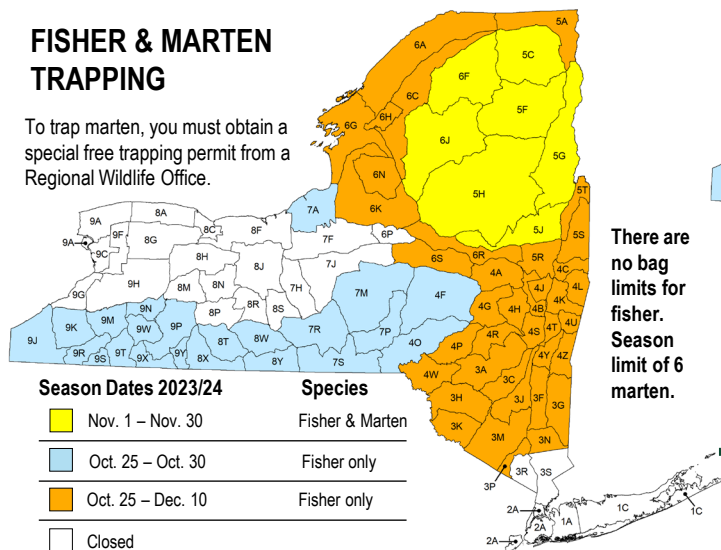 FISHER & MARTEN
TRAPPING
To trap marten, you must obtain a
special free trapping permit from a
Regional Wildlife Office.
5A
6A
5C
6F
6C
5F
6H
6G
6J
5G
6N
5H
5T
6K
7A
5J
5S
9A
8A
8C
8F
7F
6P
9F
9A
8G
9C
6S
6R
5R
8H
7J
8J
4A
4C
9G
9H
8M
8N
7H
7M
4F
4J
4L
4G
4H
4B
4K
8P
8R
8S
9N
9M
9K
9W
9P
7R
7P
4S
4T
4U
4R
9J
8T
8W
4O
4P
9R
9S
9T
9X
9Y
8X
8Y
7S
4Y
4Z
4W
3A
3C
3H
3J
3F
3G
3K
3M
3N
3P
3R
3S
2A
2A
2A
1A
1C
1C
There are
no bag
limits for
fisher.
Season
limit of 6
marten.
Season Dates 2023/24 Species
Nov. 1 – Nov. 30 Fisher & Marten
Oct. 25 – Oct. 30 Fisher only
Oct. 25 – Dec. 10 Fisher only
Closed